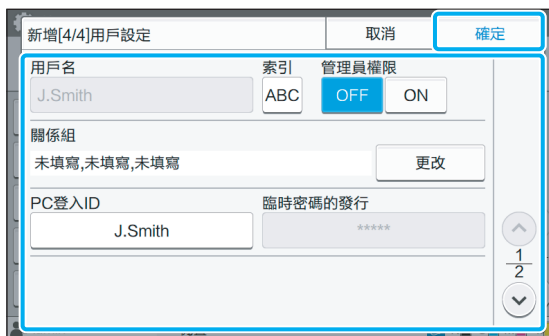 新增[4/4]用戶設定 取消 確定
用戶名 索引 管理員權限
J.Smith ABC OFF ON
關係組
未填寫,未填寫,未填寫 更改
PC登入ID 臨時密碼的發行
J.Smith *****
1
2